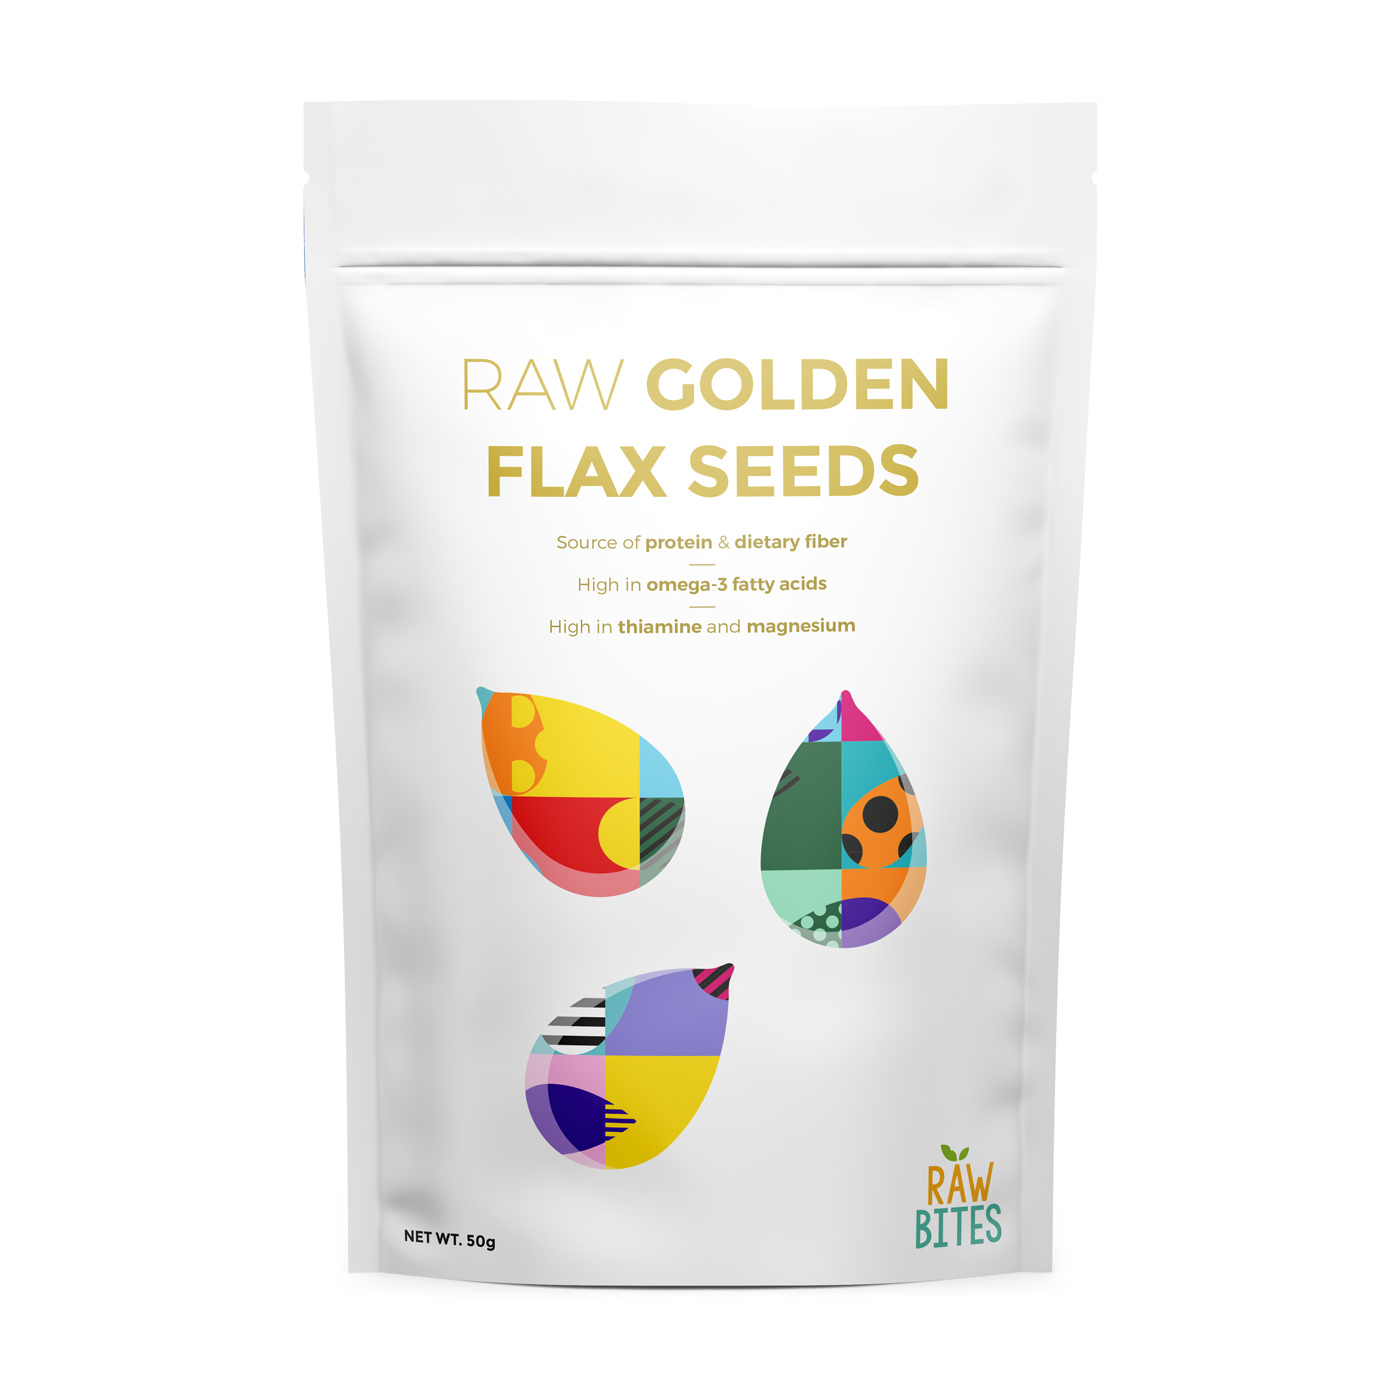 RAW GOLDEN
FLAX SEEDS
Source of protein & dietary fiber
High in omega-3 fatty acids
High in thiamine and magnesium
NET WT. 50g
RAW
BITES